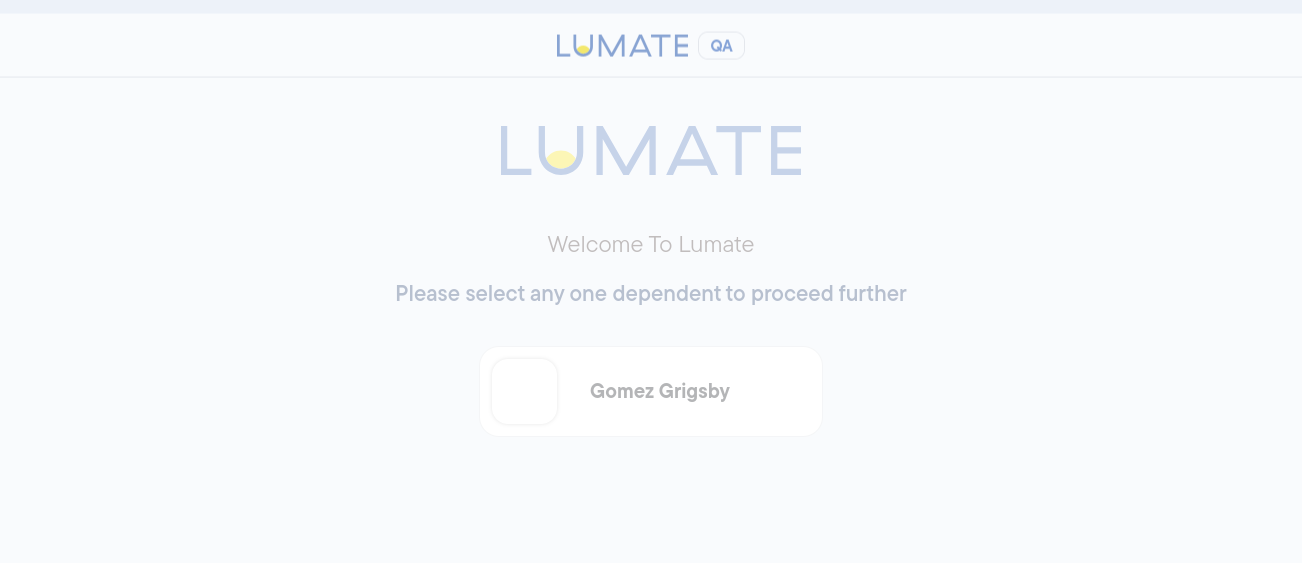 LUMATE QA
LUMATE
Welcome To Lumate
Please select any one dependent to proceed further
Gomez Grigsby